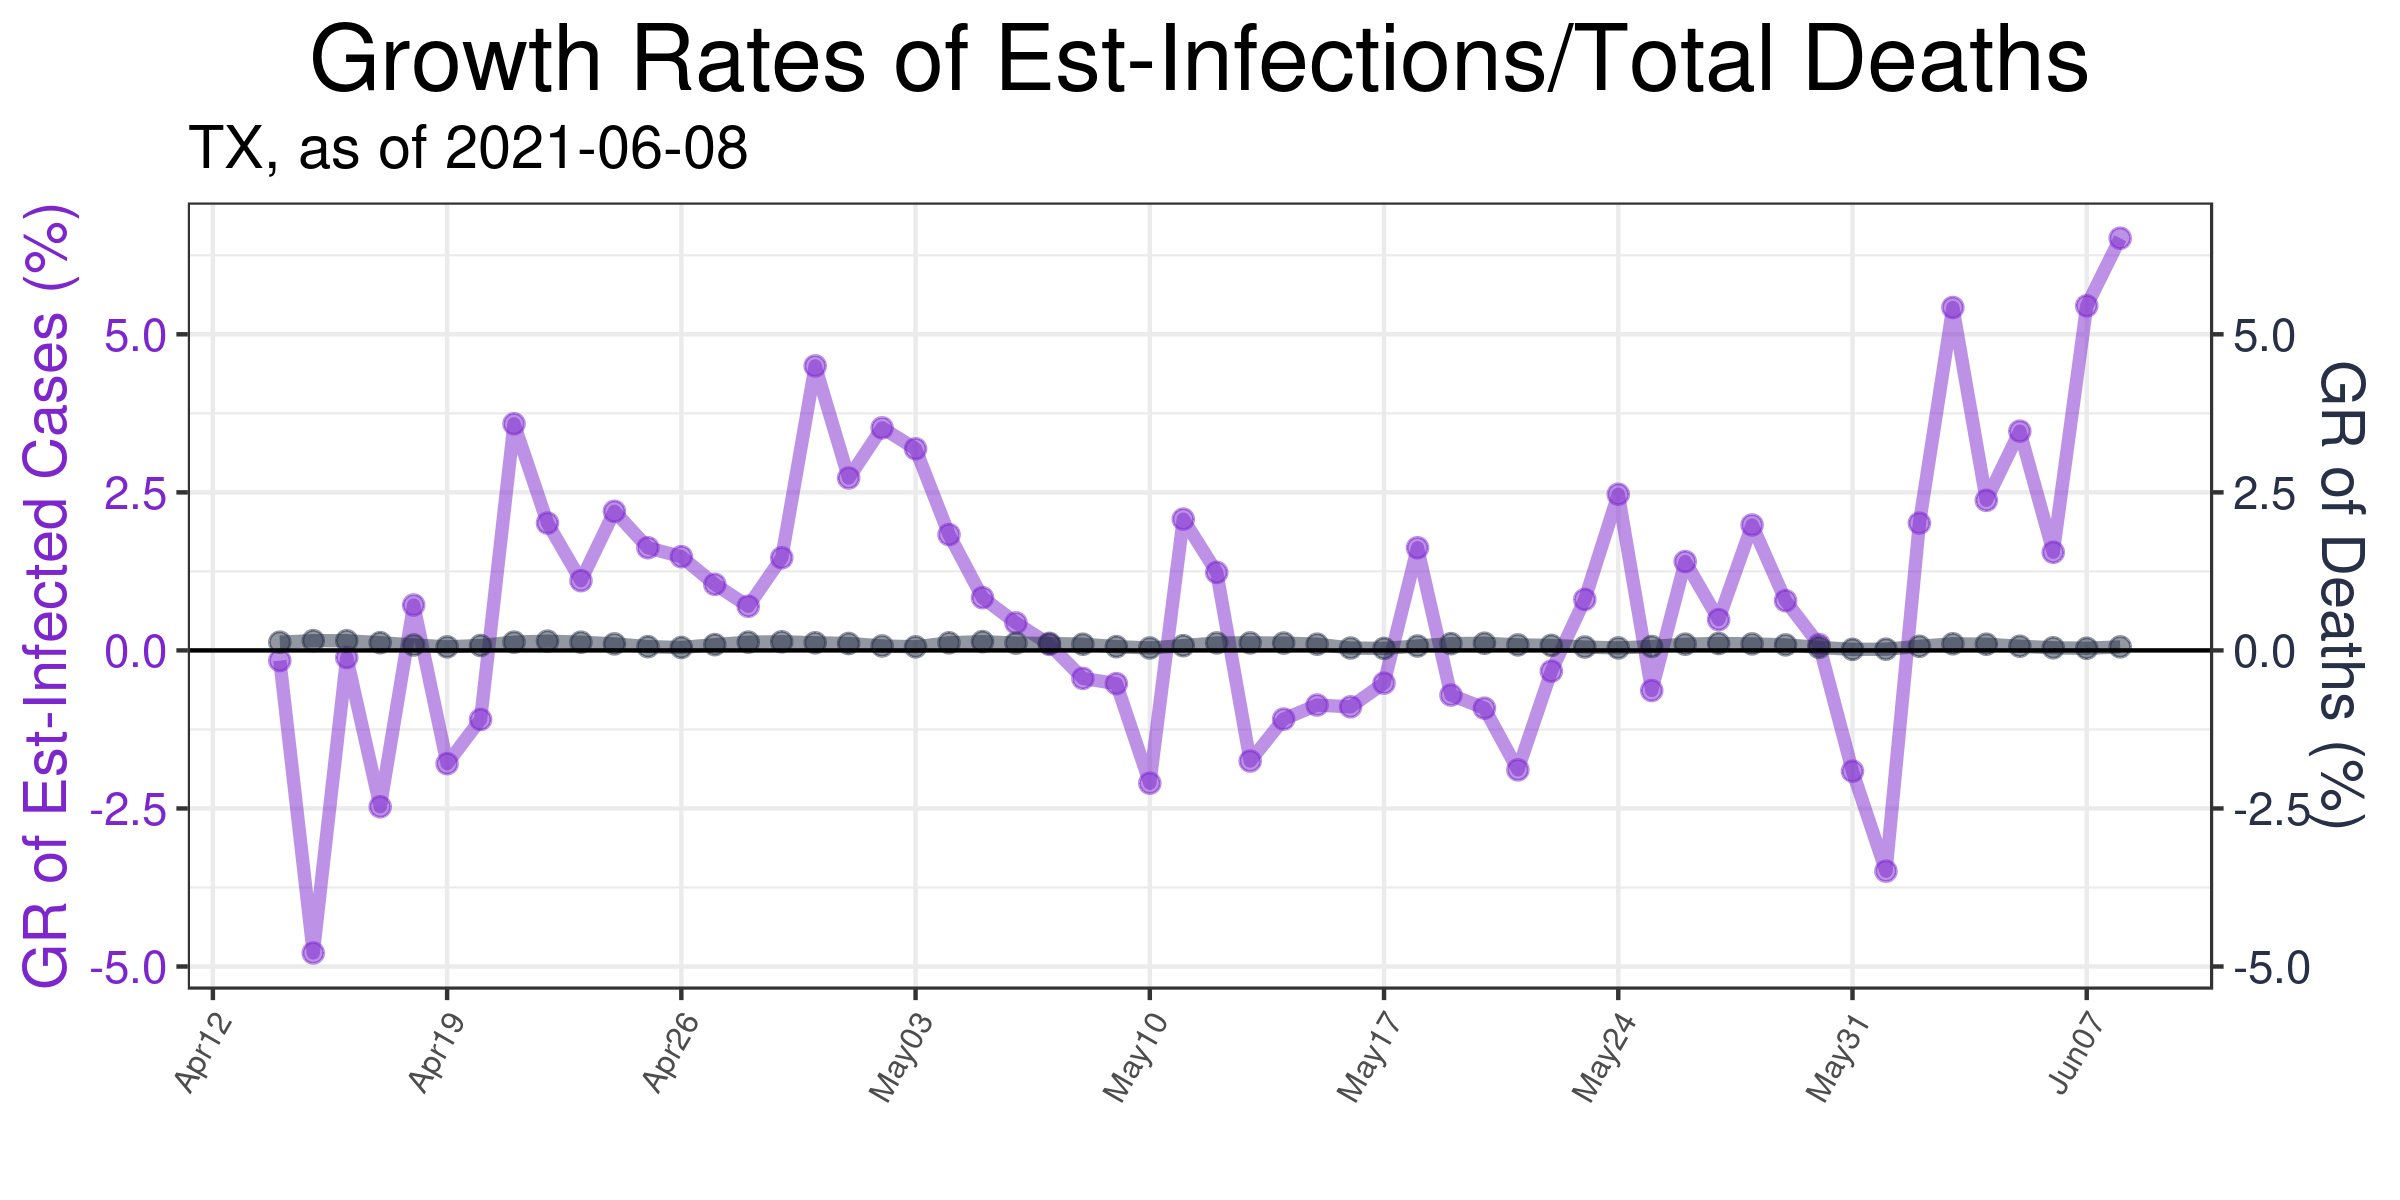 Growth Rates of Est-Infections/Total Deaths
TX, as of 2021-06-08
GR of Est-Infected Cases (%)
5.0
2.5
0.0
-2.5
-5.0
5.0
2.5
0.0
-2.5
-5.0
GR of Deaths (%)
Apr12
Apr19
Apr26
May03
May10
May17
May24
May31
Jun07